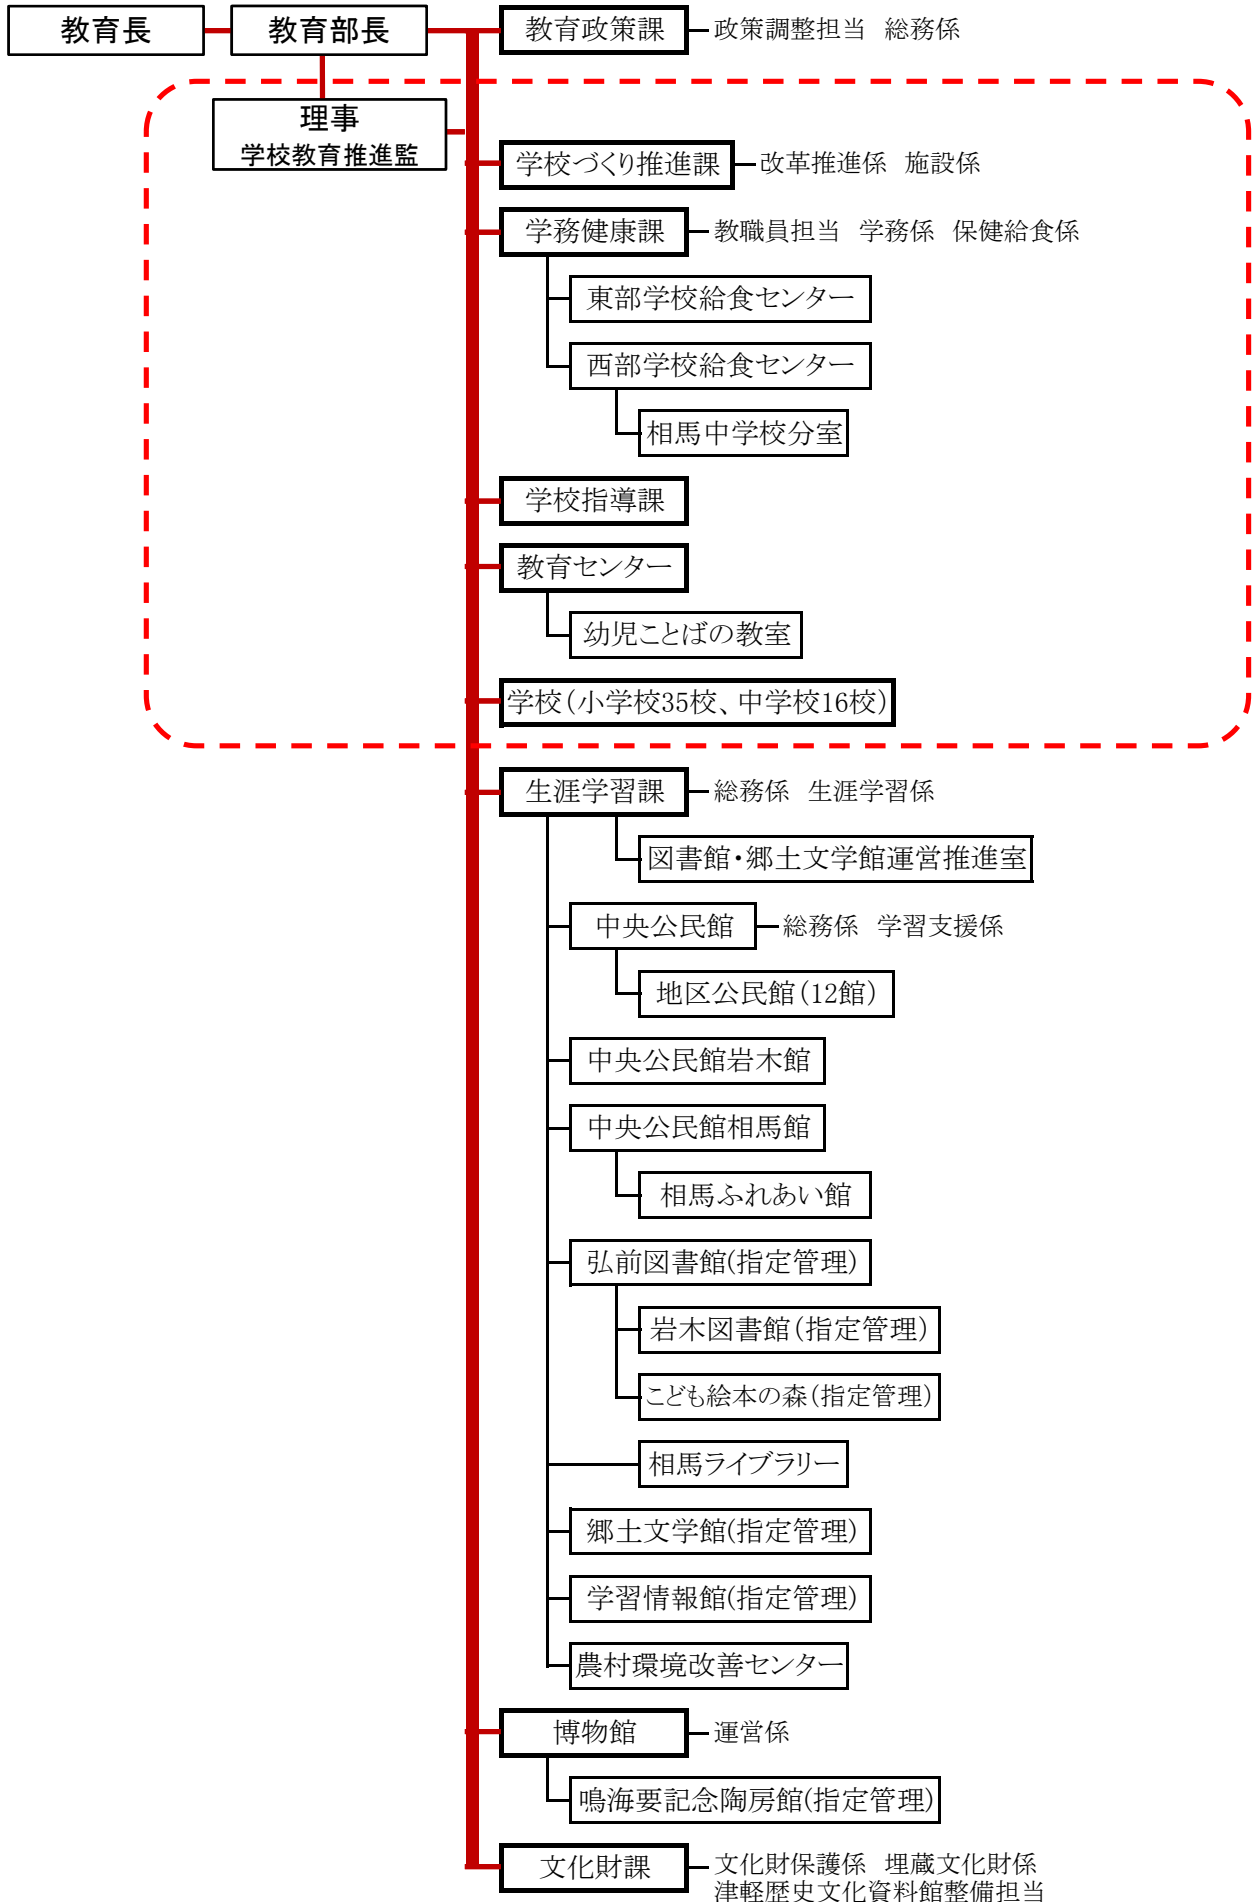 教育長
教育部長
教育政策課
政策調整担当 総務係
理事
学校教育推進監
学校づくり推進課
改革推進係 施設係
学務健康課
教職員担当 学務係 保健給食係
東部学校給食センター
西部学校給食センター
相馬中学校分室
学校指導課
教育センター
幼児ことばの教室
学校(小学校35校、中学校16校)
生涯学習課
総務係 生涯学習係
図書館・郷土文学館運営推進室
中央公民館
総務係 学習支援係
地区公民館(12館)
中央公民館岩木館
中央公民館相馬館
相馬ふれあい館
弘前図書館(指定管理)
岩木図書館(指定管理)
こども絵本の森(指定管理)
相馬ライブラリー
郷土文学館(指定管理)
学習情報館(指定管理)
農村環境改善センター
博物館
運営係
鳴海要記念陶房館(指定管理)
文化財課
文化財保護係 埋蔵文化財係
津軽歴史文化資料館整備担当